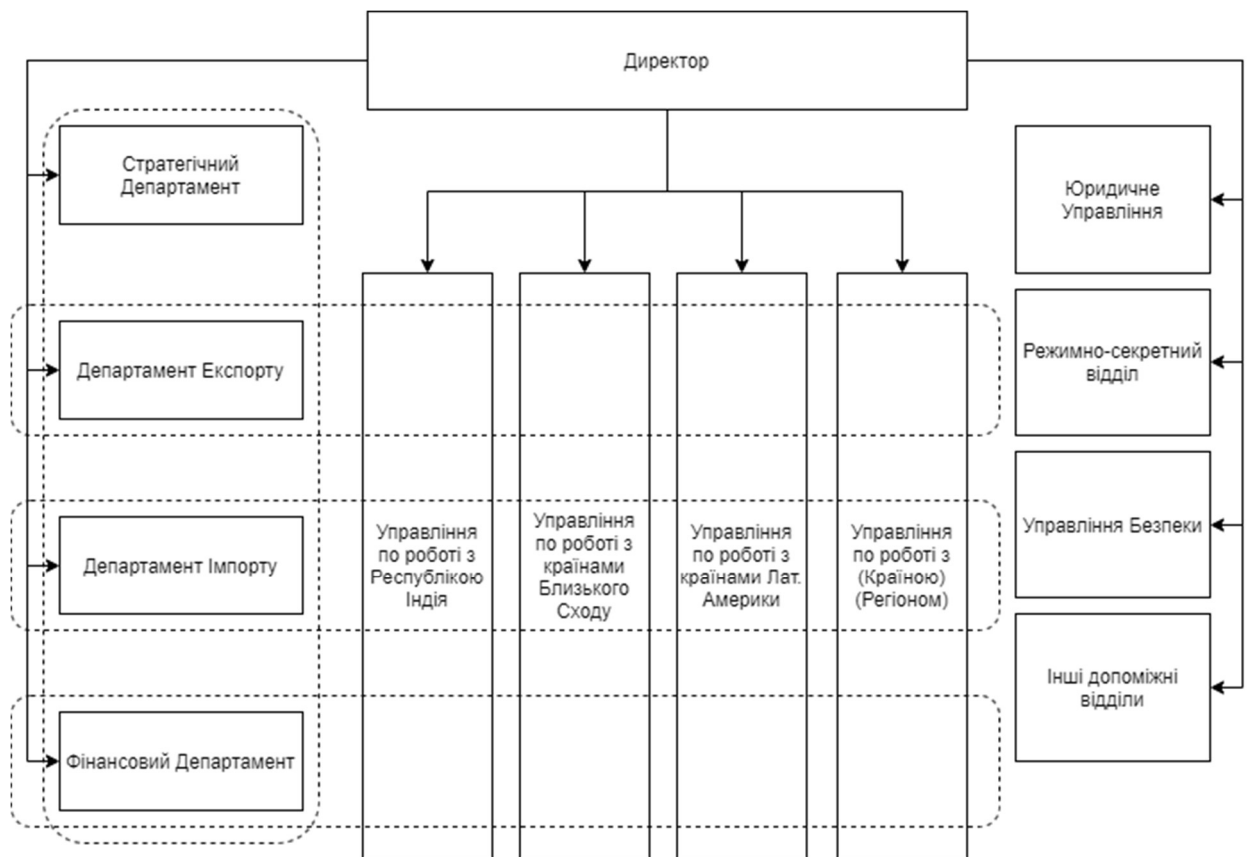 Директор
Стратегічний
Департамент
Департамент Експорту
Департамент Імпорту
Фінансовий Департамент
Управління
по роботі з
Республікою
Індія
Управління
по роботі з
країнами
Близького
Сходу
Управління
по роботі з
країнами Лат.
Америки
Управління
по роботі з
(Країною)
(Регіоном)
Юридичне
Управління
Режимно-секретний
відділ
Управління Безпеки
Інші допоміжні
відділи